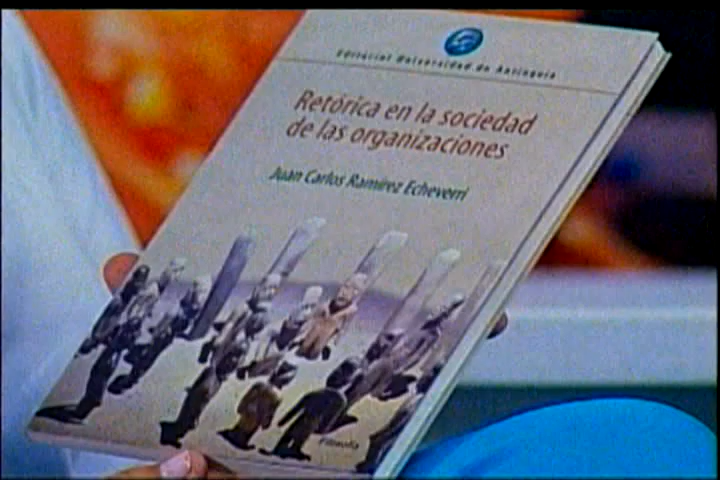 Editorial Universidad de Antioquia
Retórica en la sociedad
de las organizaciones
Juan Carlos Ramírez Echeverri
Filosofía